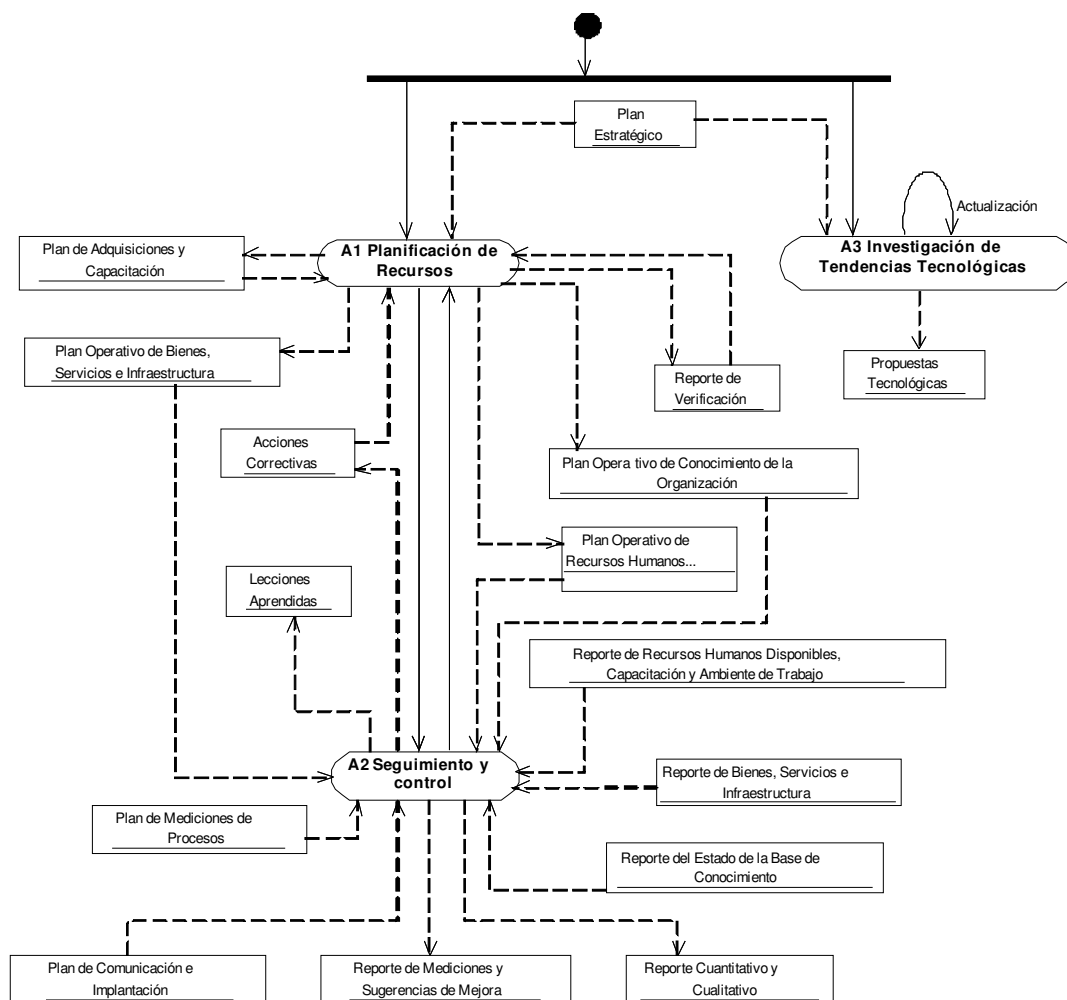 Plan
Estratégico
Actualización
A1 Planificación de
Recursos
A3 Investigación de
Tendencias Tecnológicas
Plan de Adquisiciones y
Capacitación
Plan Operativo de Bienes,
Servicios e Infraestructura
Reporte de
Verificación
Propuestas
Tecnológicas
Acciones
Correctivas
Plan Opera tivo de Conocimiento de la
Organización
Plan Operativo de
Recursos Humanos...
Lecciones
Aprendidas
Reporte de Recursos Humanos Disponibles,
Capacitación y Ambiente de Trabajo
A2 Seguimiento y
control
Reporte de Bienes, Servicios e
Infraestructura
Plan de Mediciones de
Procesos
Reporte del Estado de la Base de
Conocimiento
Plan de Comunicación e
Implantación
Reporte de Mediciones y
Sugerencias de Mejora
Reporte Cuantitativo y
Cualitativo